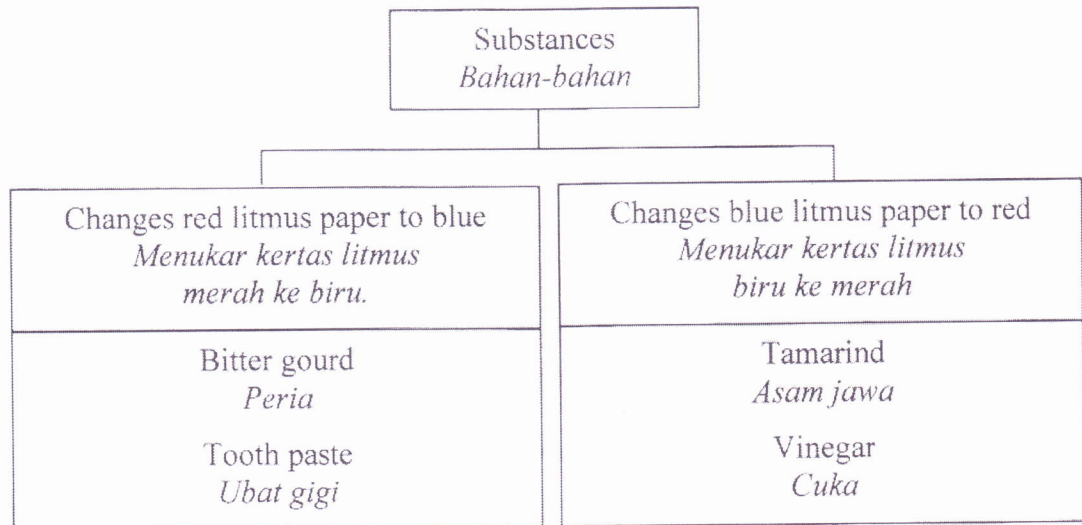 Substances
Bahan-bahan
Changes red litmus paper to blue
Menukar kertas litmus
merah ke biru.
Bitter gourd
Peria
Tooth paste
Ubat gigi
Changes blue litmus paper to red
Menukar kertas litmus
biru ke merah
Tamarind
Asam jawa
Vinegar
Cuka